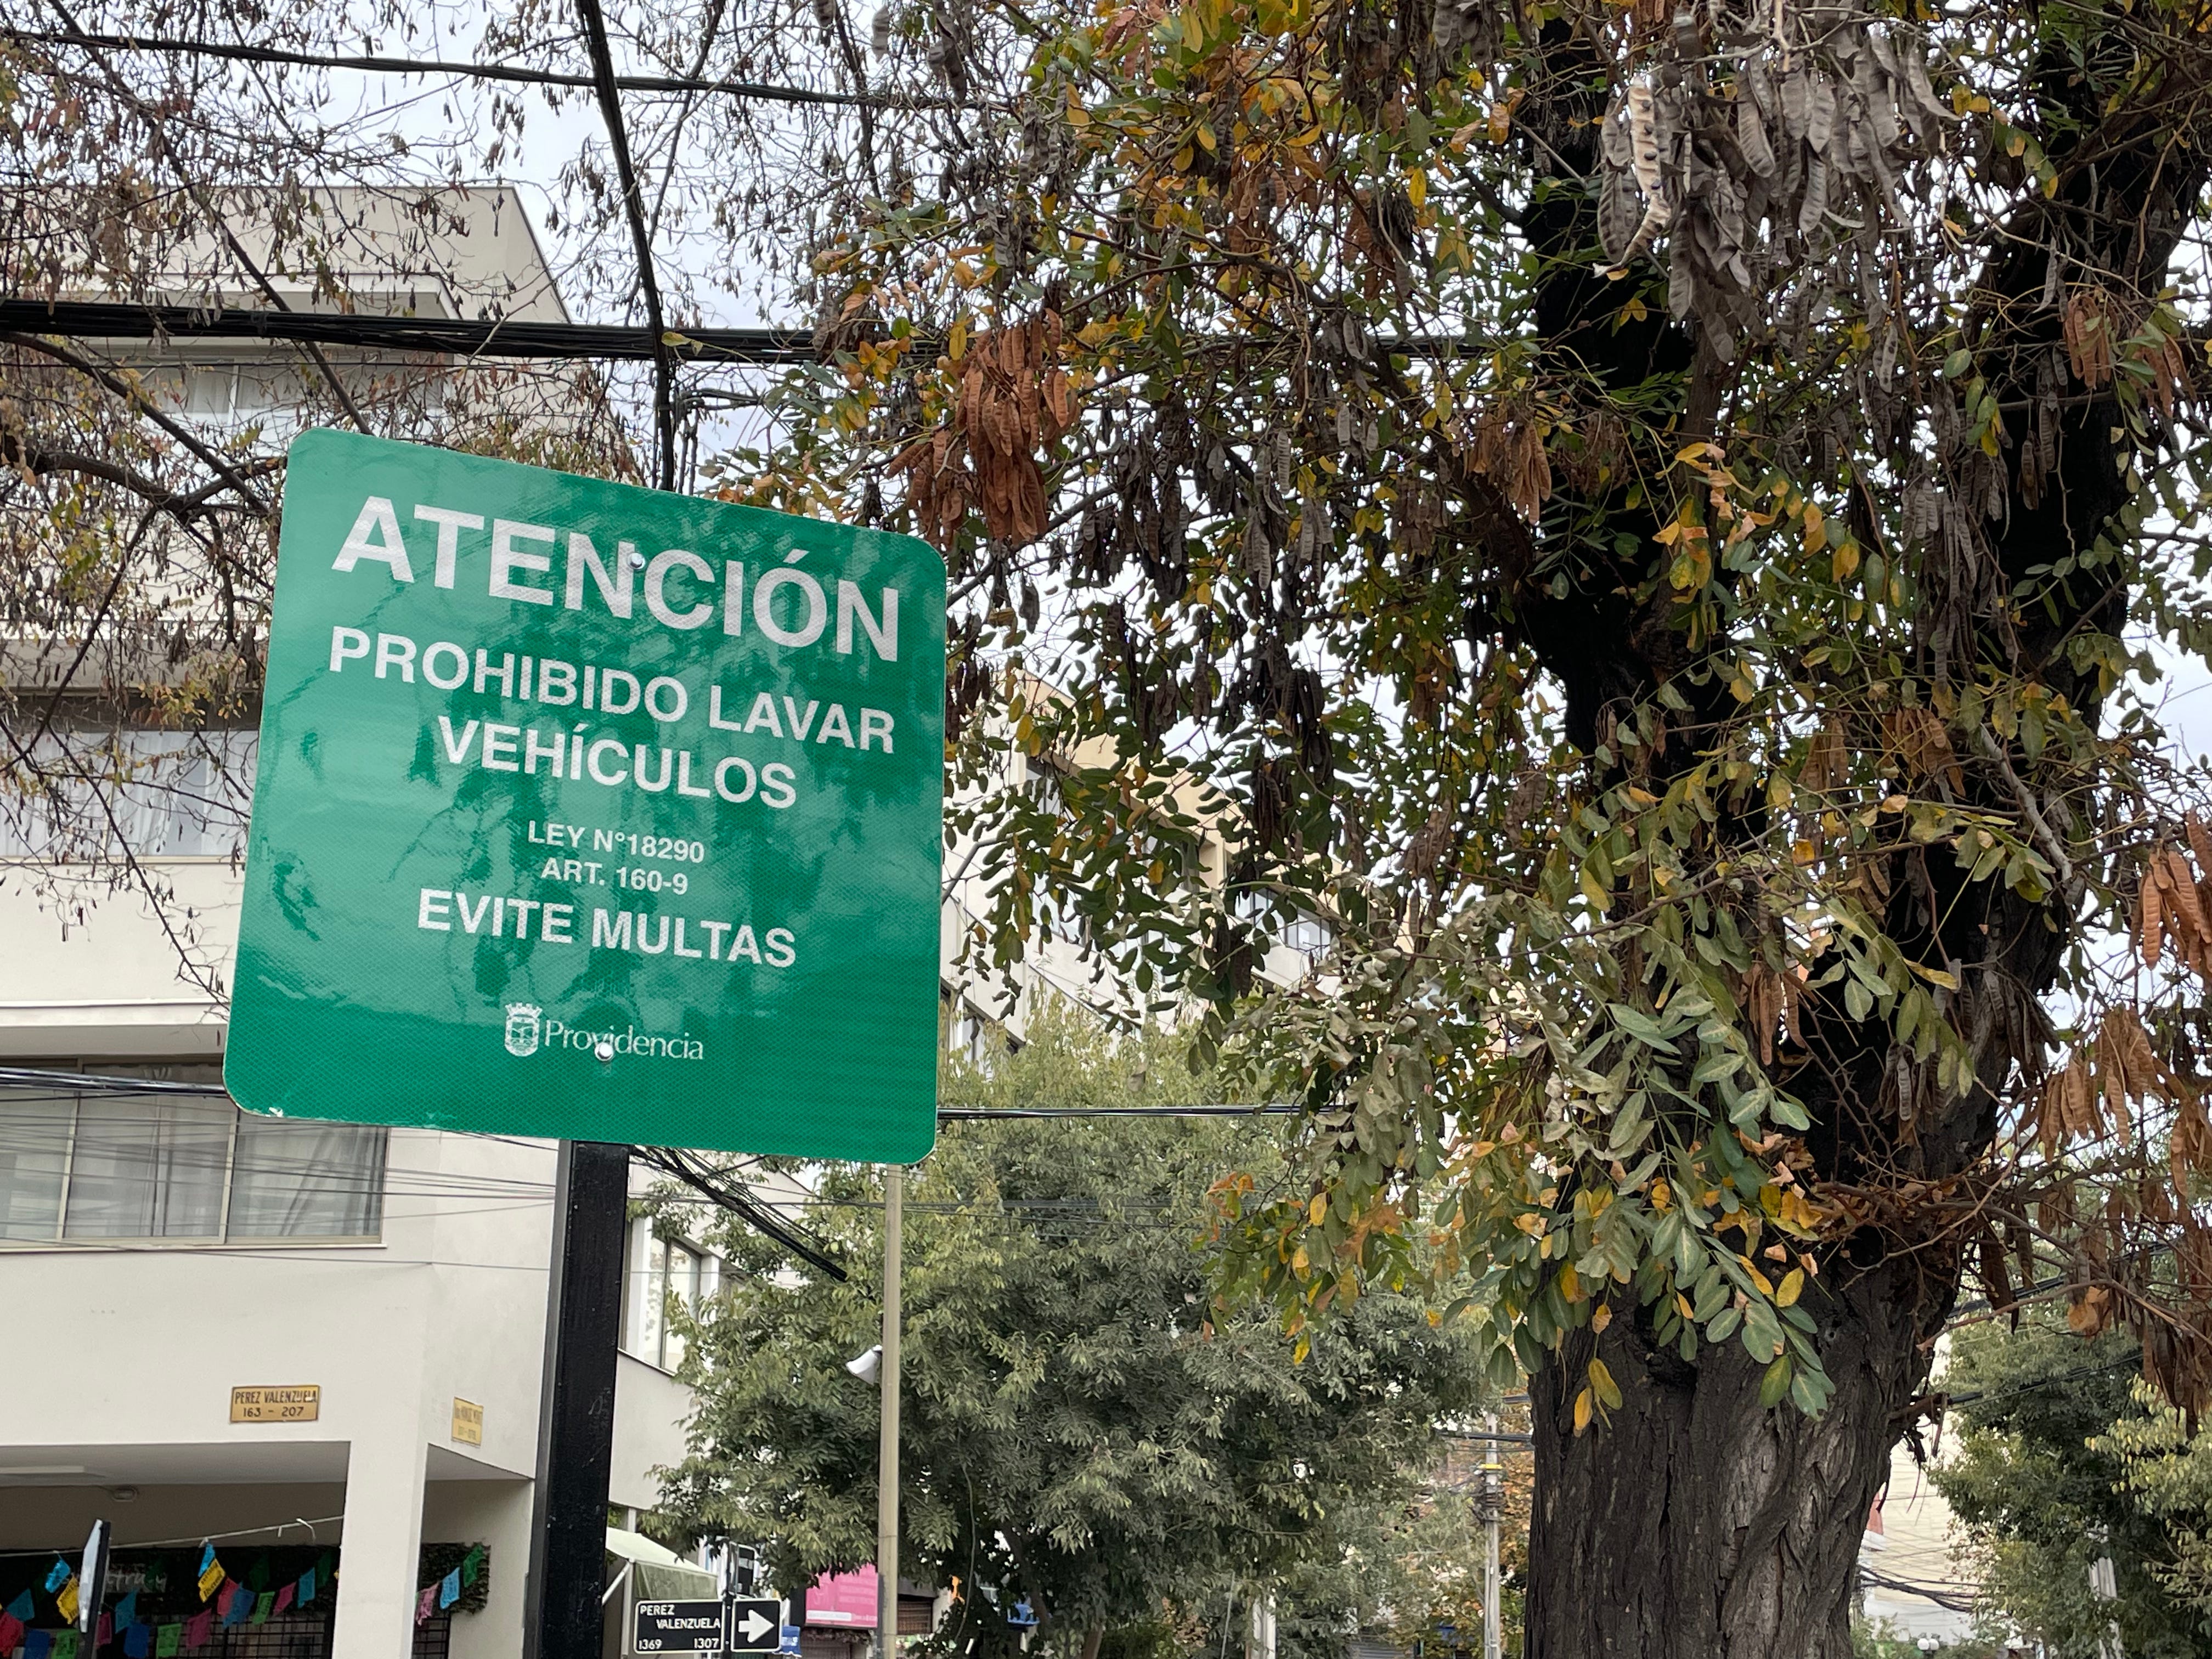 ATENCIÓN
PROHIBIDO LAVAR
VEHÍCULOS
LEY N°18290
ART. 160-9
EVITE MULTAS
Providencia
PEREZ VALENZUELA
163 - 207
PEREZ
VALENZUELA
1369 1307